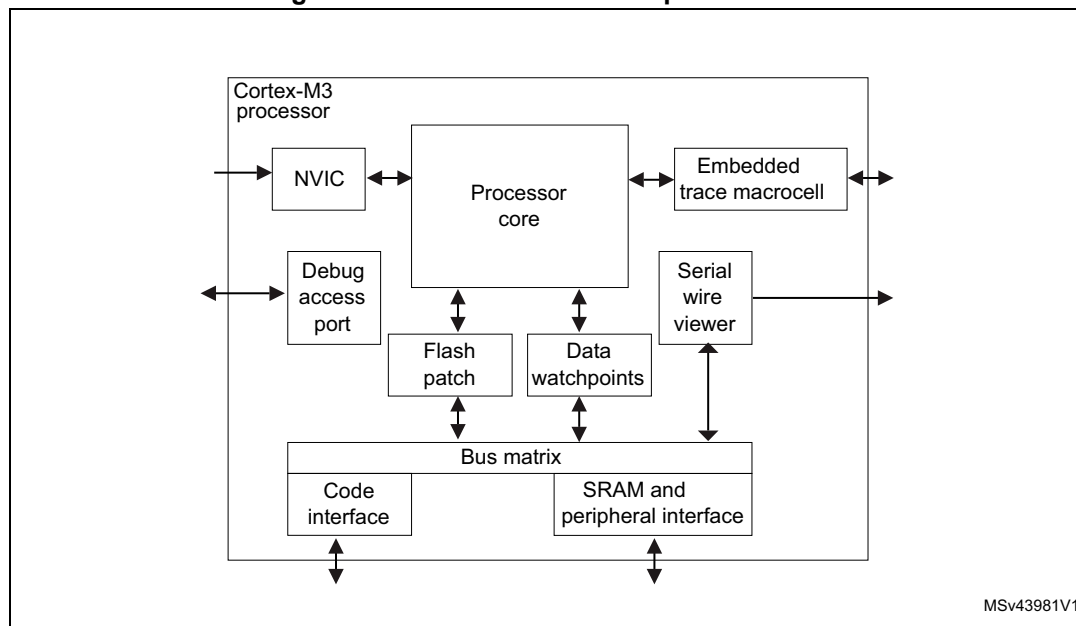 Cortex-M3
processor
NVIC
Processor
core
Embedded
trace macrocell
Debug
access
port
Serial
wire
viewer
Flash
patch
Data
watchpoints
Bus matrix
Code
interface
SRAM and
peripheral interface
MSv43981V1